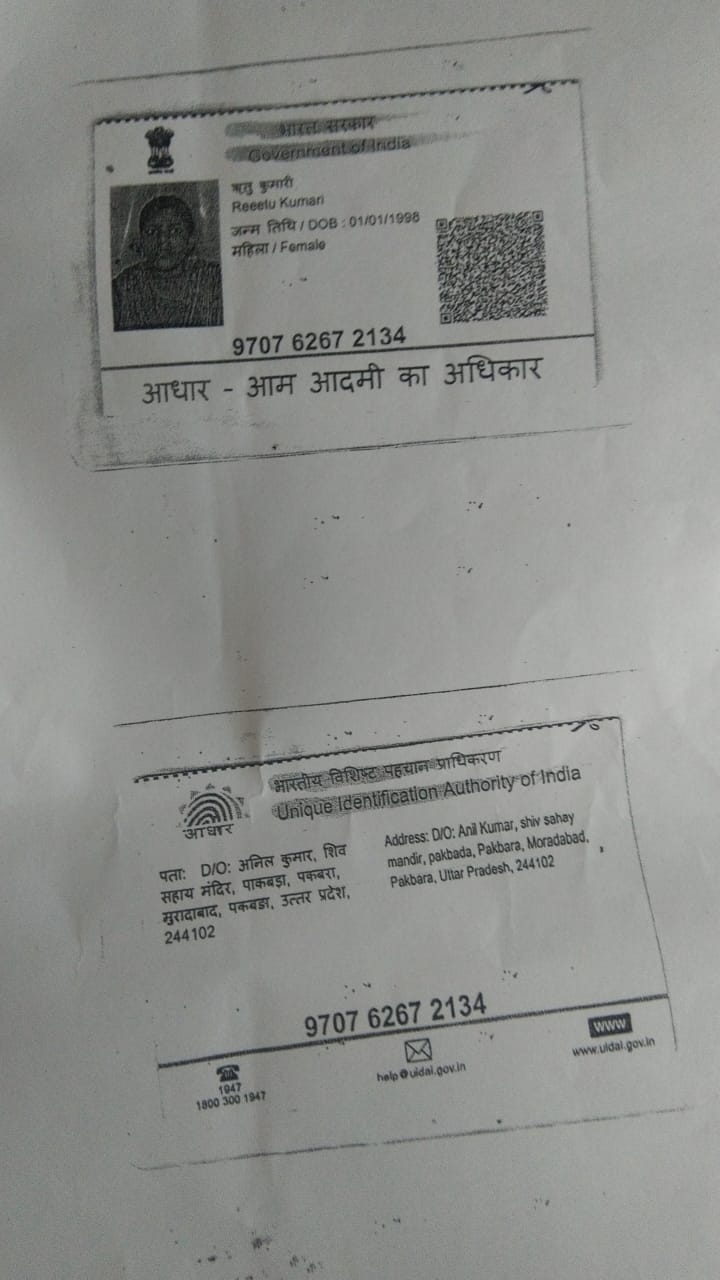 भारत सरकार
Government of India
ऋतु कुमारी
Reeetu Kumari
जन्म तिथि / DOB : 01/01/1998
महिला / Female
9707 6267 2134
आधार - आम आदमी का अधिकार
भारतीय विशिष्ट पहचान प्राधिकरण
Unique Identification Authority of India
आधार
पता: D/O: अनिल कुमार, शिव
सहाय मंदिर, पाकबड़ा, पकबरा,
मुरादाबाद, पकबडा, उत्तर प्रदेश,
244102
Address: D/O: Anil Kumar, shiv sahay
mandir, pakbada, Pakbara, Moradabad,
Pakbara, Uttar Pradesh, 244102
9707 6267 2134
1947
1800 300 1947
help@uidai.gov.in
www
www.uidai.gov.in